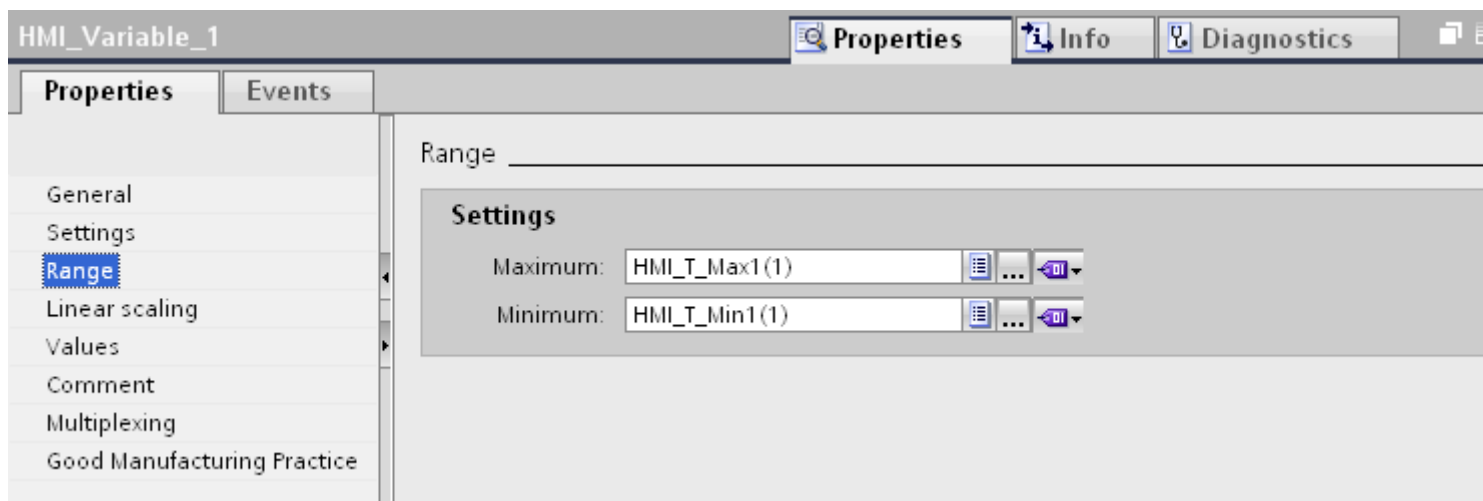 HMI_Variable_1
Properties Info Diagnostics
Properties Events
General
Settings
Range
Linear scaling
Values
Comment
Multiplexing
Good Manufacturing Practice
Range
Settings
Maximum: HMI_T_Max1(1) ...
Minimum: HMI_T_Min1(1) ...